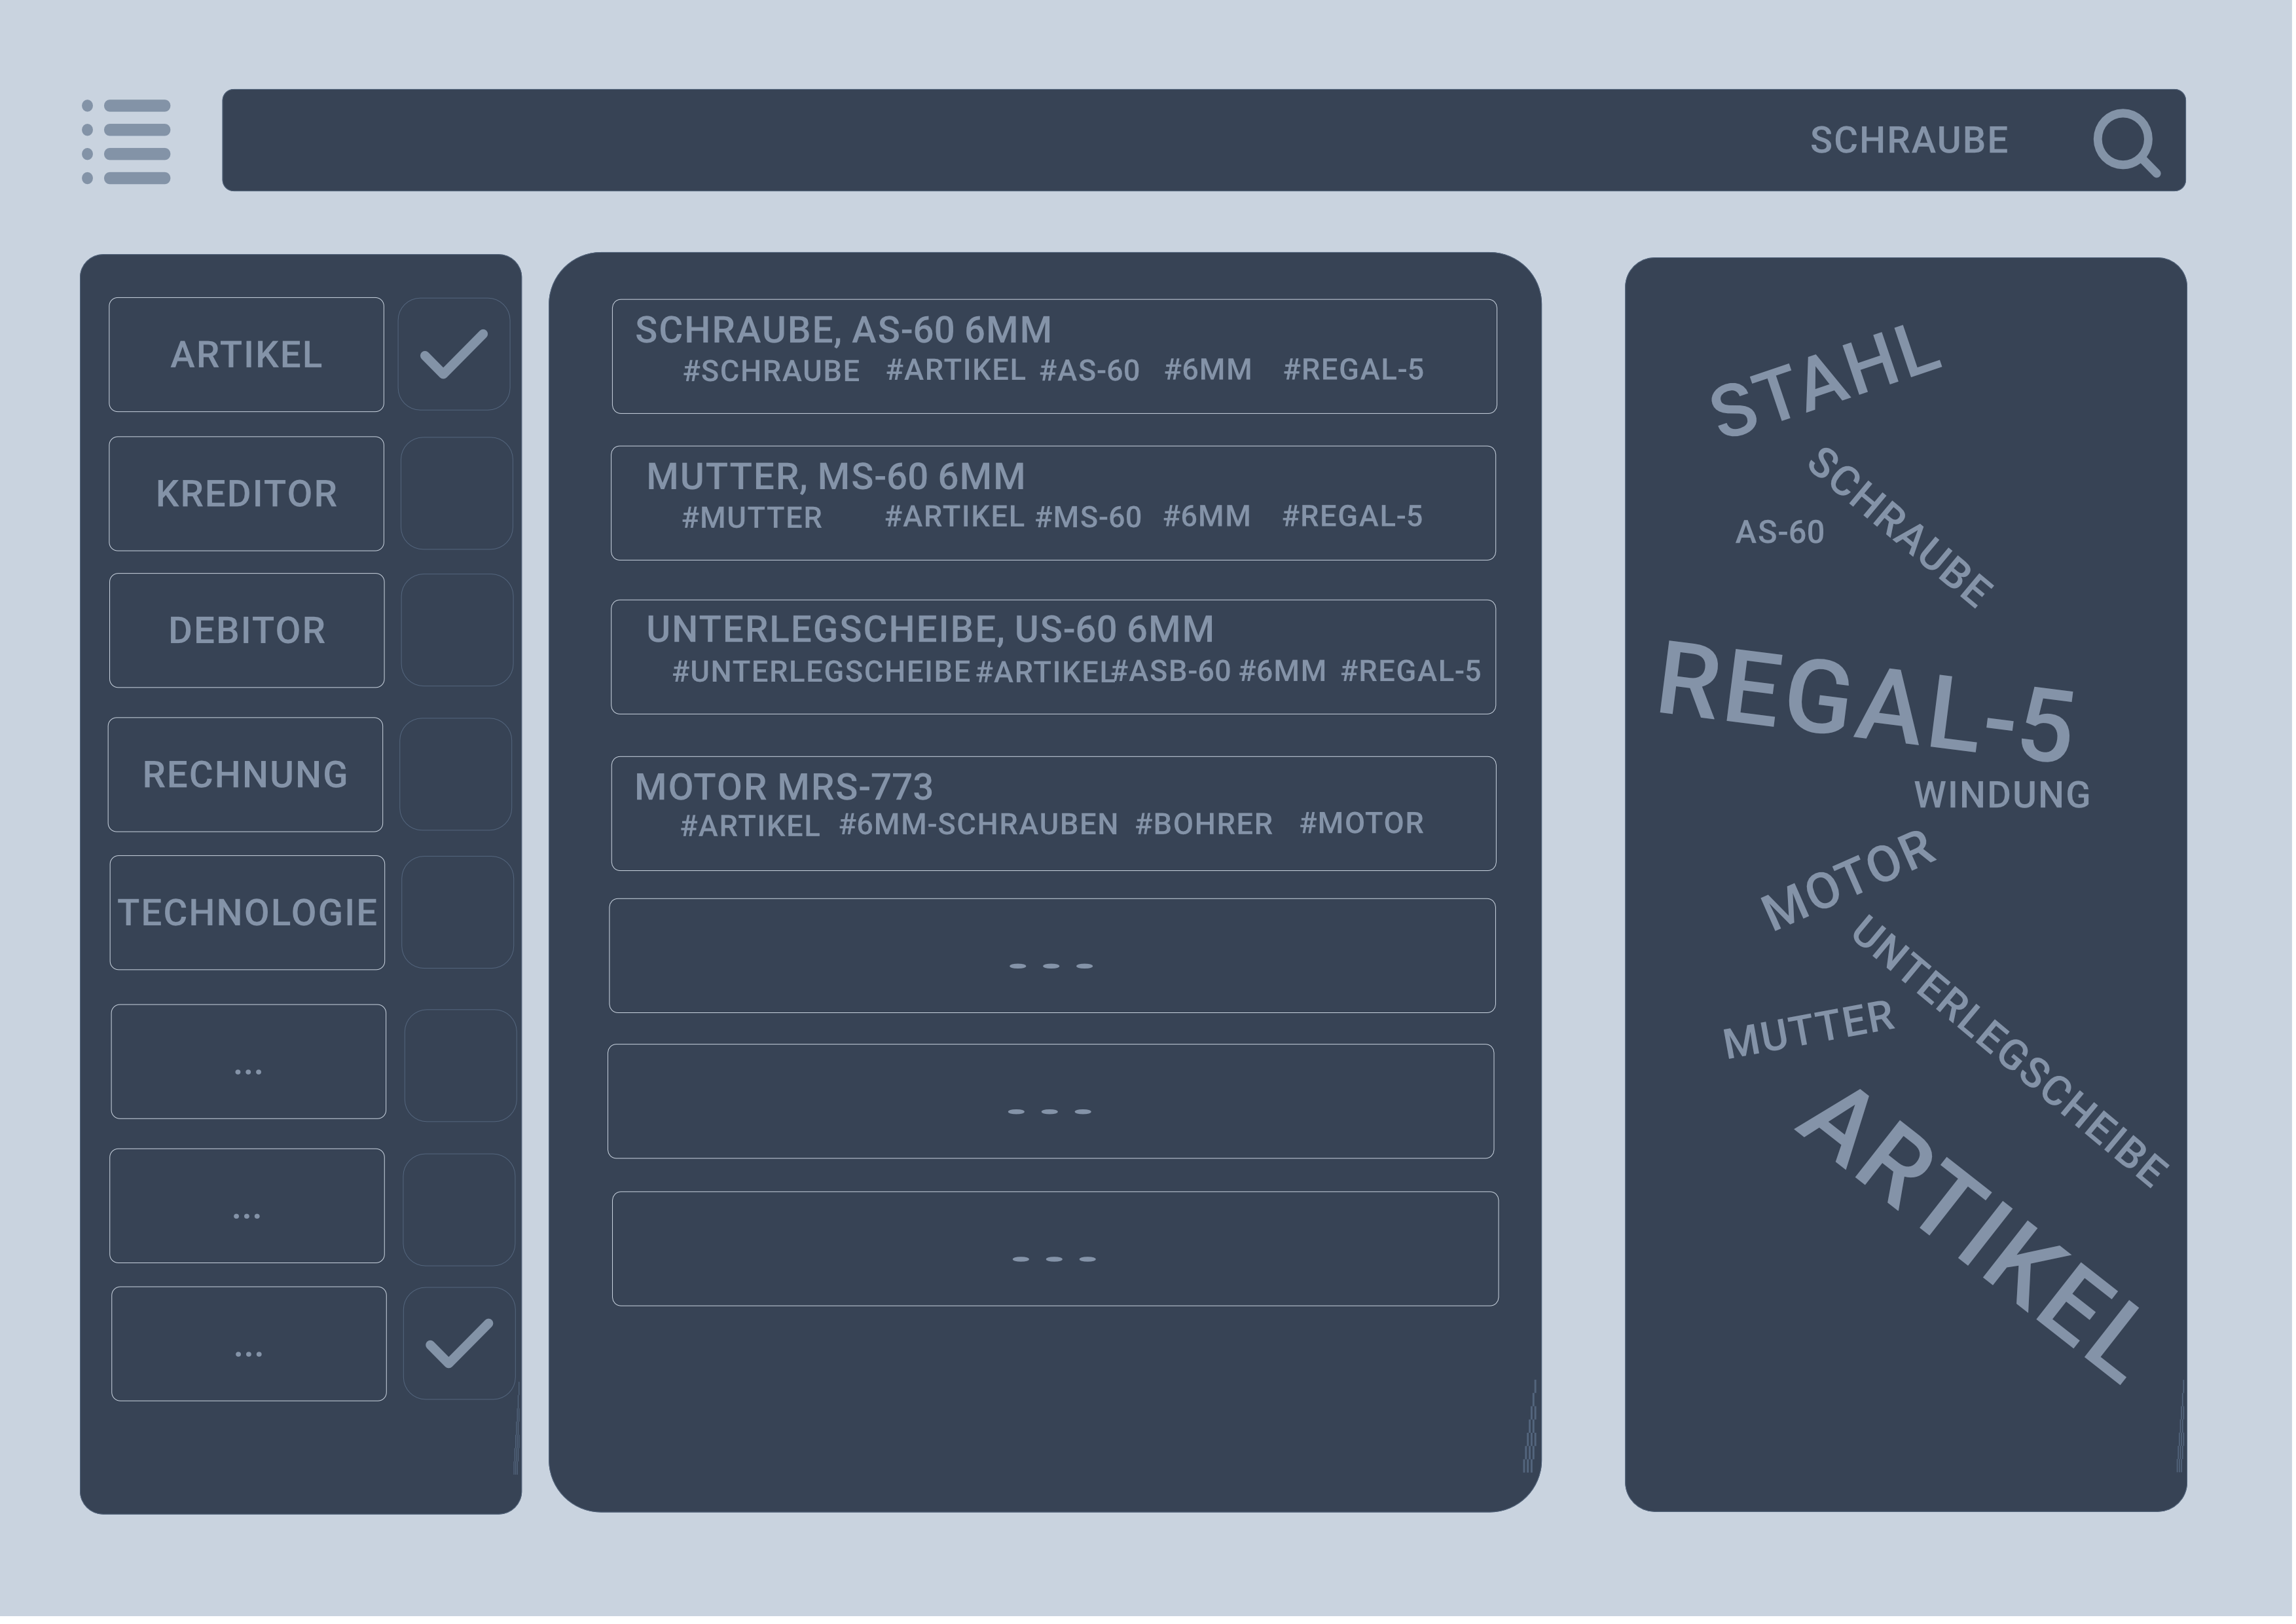 SCHRAUBE
ARTIKEL
KREDITOR
DEBITOR
RECHNUNG
TECHNOLOGIE
...
...
...
SCHRAUBE, AS-60 6MM
#SCHRAUBE #ARTIKEL #AS-60 #6MM #REGAL-5
MUTTER, MS-60 6MM
#MUTTER #ARTIKEL #MS-60 #6MM #REGAL-5
UNTERLEGSCHEIBE, US-60 6MM
#UNTERLEGSCHEIBE #ARTIKEL #ASB-60 #6MM #REGAL-5
MOTOR MRS-773
#ARTIKEL #6MM-SCHRAUBEN #BOHRER #MOTOR
...
...
...
STAHL
SCHRAUBE
AS-60
REGAL-5
WINDUNG
MOTOR
UNTERLEGSCHEIBE
MUTTER
ARTIKEL